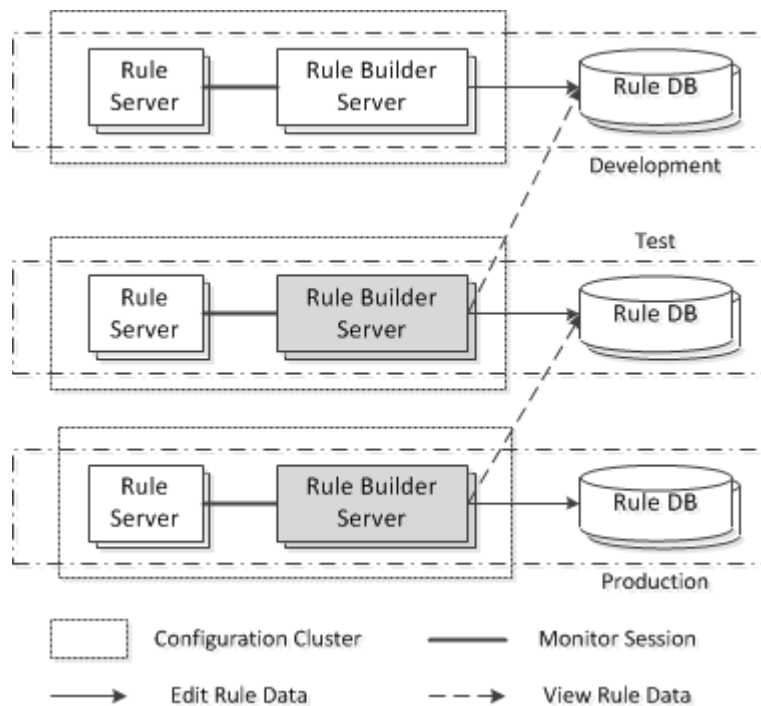 Rule
Server
Rule Builder
Server
Rule DB
Development
Test
Rule
Server
Rule Builder
Server
Rule DB
Rule
Server
Rule Builder
Server
Rule DB
Production
Configuration Cluster
Monitor Session
Edit Rule Data
View Rule Data